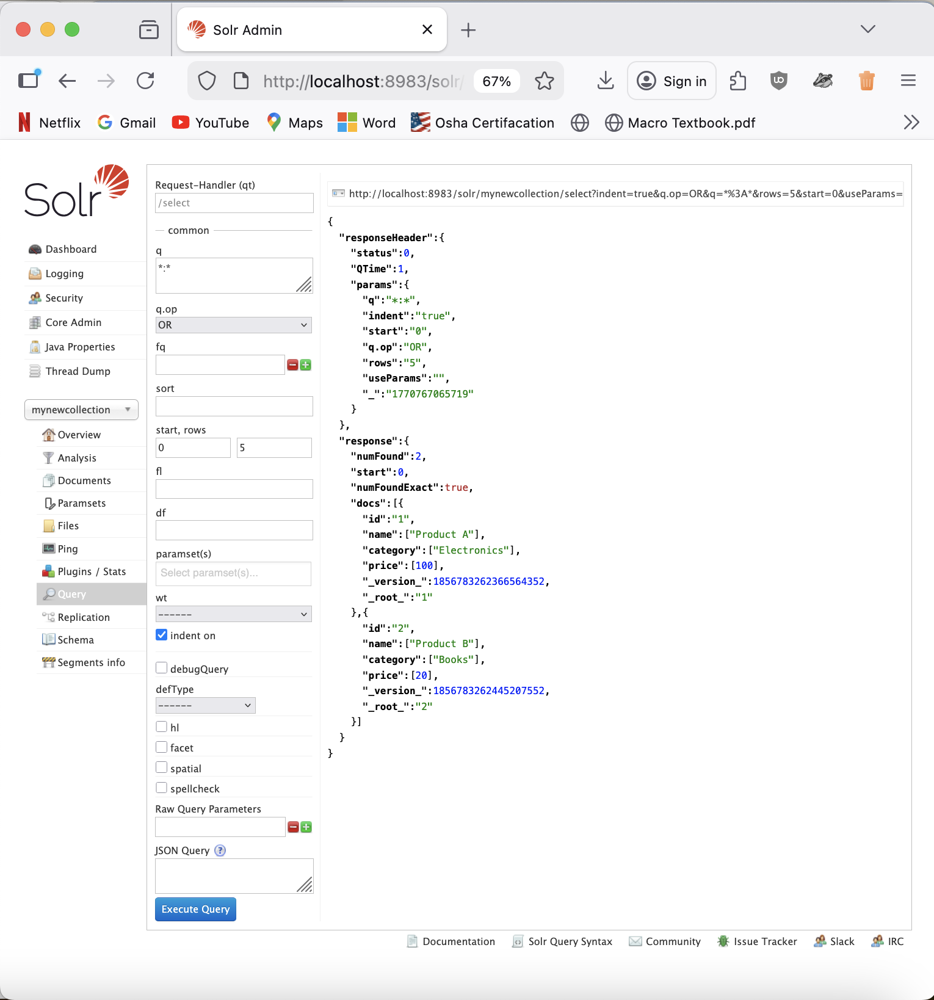 Solr Admin
http://localhost:8983/solr/
67%
Sign in
Netflix
Gmail
YouTube
Maps
Word
Osha Certifacation
Macro Textbook.pdf
Solr
Dashboard
Logging
Security
Core Admin
Java Properties
Thread Dump
mynewcollection
Overview
Analysis
Documents
Paramsets
Files
Ping
Plugins / Stats
Query
Replication
Schema
Segments info
Request-Handler (qt)
/select
common
q
*:*
q.op
OR
fq
sort
start, rows
0 5
fl
df
paramset(s)
Select paramset(s)...
wt
------
indent on
debugQuery
defType
------
hl
facet
spatial
spellcheck
Raw Query Parameters
JSON Query ?
Execute Query
http://localhost:8983/solr/mynewcollection/select?indent=true&q.op=OR&q=*%3A*&rows=5&start=0&useParams=
{
  "responseHeader":{
    "status":0,
    "QTime":1,
    "params":{
      "q":"*:*",
      "indent":"true",
      "start":"0",
      "q.op":"OR",
      "rows":"5",
      "useParams":"",
      "_":"1770767065719"
    }
  },
  "response":{
    "numFound":2,
    "start":0,
    "numFoundExact":true,
    "docs":[{
      "id":"1",
      "name":["Product A"],
      "category":["Electronics"],
      "price":[100],
      "_version_":1856783262366564352,
      "_root_":"1"
    },{
      "id":"2",
      "name":["Product B"],
      "category":["Books"],
      "price":[20],
      "_version_":1856783262445207552,
      "_root_":"2"
    }]
  }
}
Documentation
Solr Query Syntax
Community
Issue Tracker
Slack
IRC